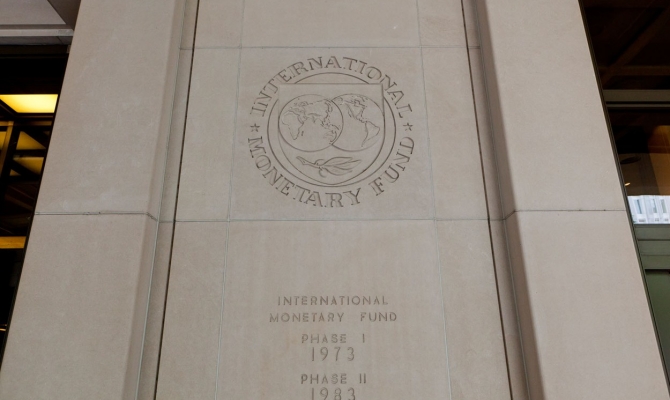 INTERNATIONAL
MONETARY FUND
INTERNATIONAL
MONETARY FUND
PHASE I
1973
PHASE II
1983